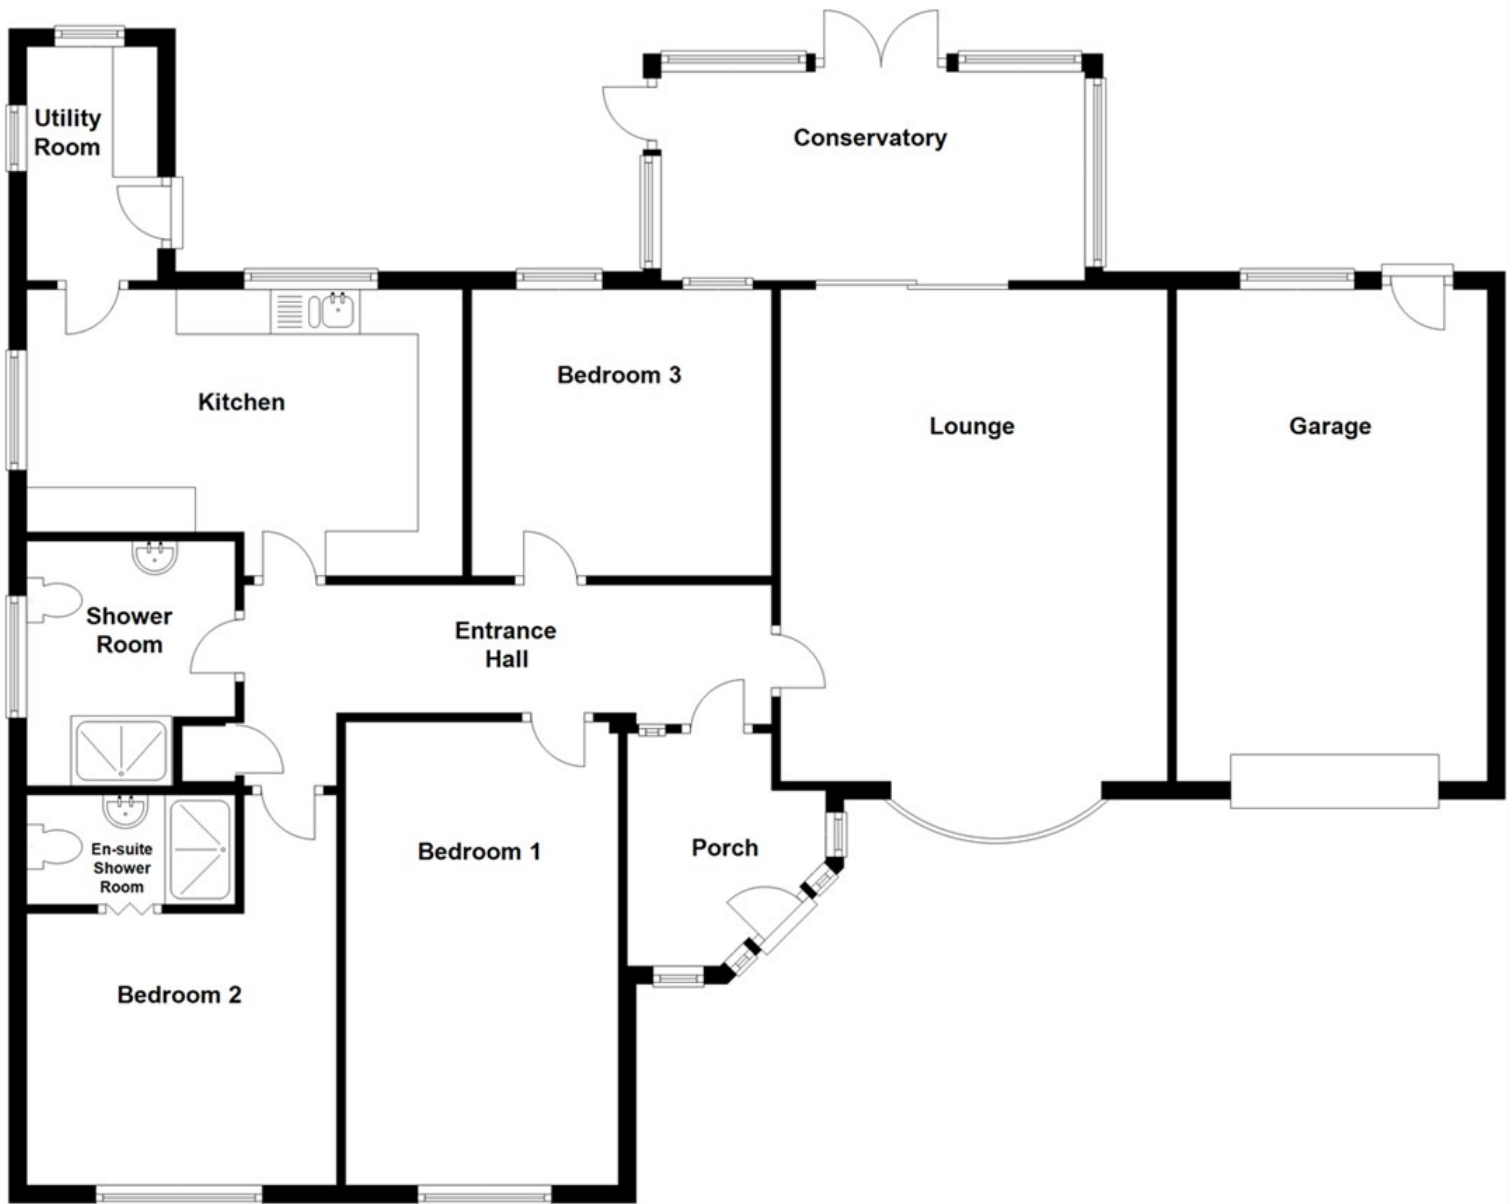 Utility
Room
Conservatory
Kitchen
Bedroom 3
Lounge
Garage
Shower
Room
Entrance
Hall
En-suite
Shower
Room
Bedroom 1
Porch
Bedroom 2